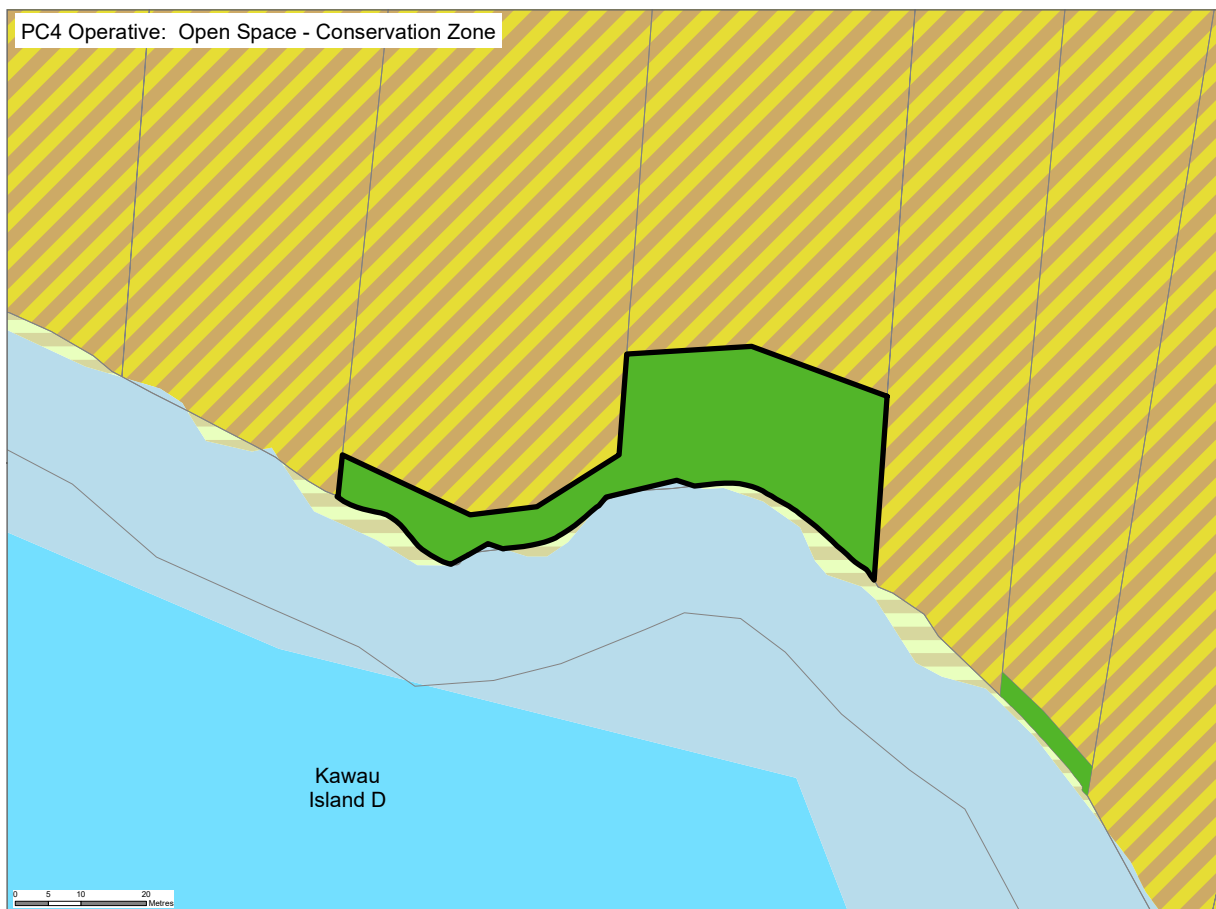 PC4 Operative: Open Space - Conservation Zone
Kawau
Island D
0 5 10 20
Metres